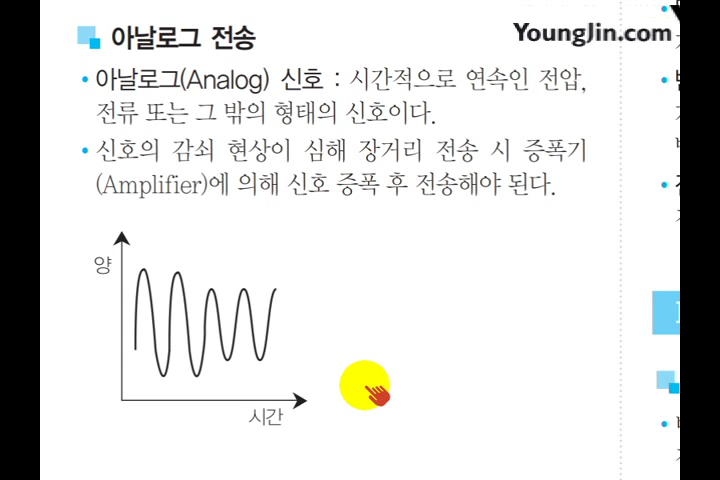 YoungJin.com
아날로그 전송
• 아날로그(Analog) 신호 : 시간적으로 연속인 전압,
전류 또는 그 밖의 형태의 신호이다.
• 신호의 감쇠 현상이 심해 장거리 전송 시 증폭기
(Amplifier)에 의해 신호 증폭 후 전송해야 된다.
양
시간